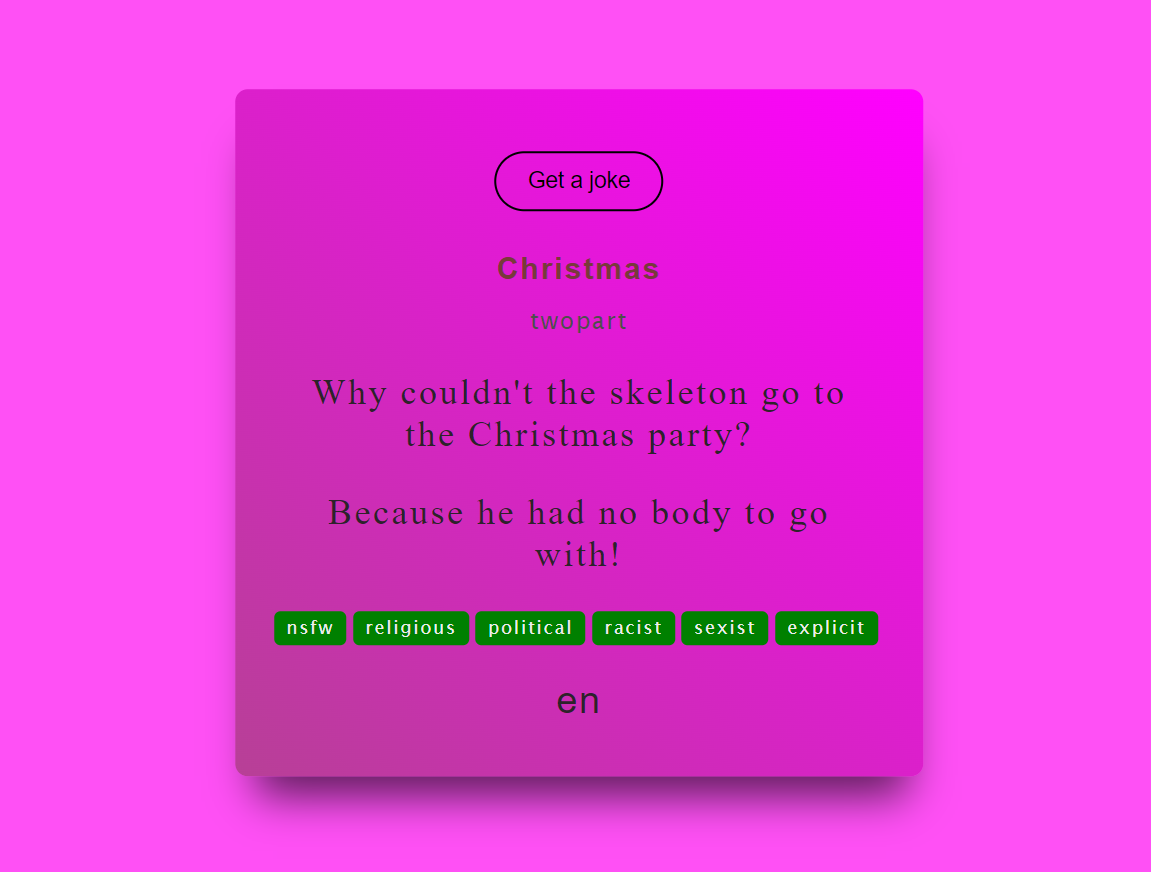 Get a joke
Christmas
twopart
Why couldn't the skeleton go to
the Christmas party?
Because he had no body to go
with!
nsfw religious political racist sexist explicit
en